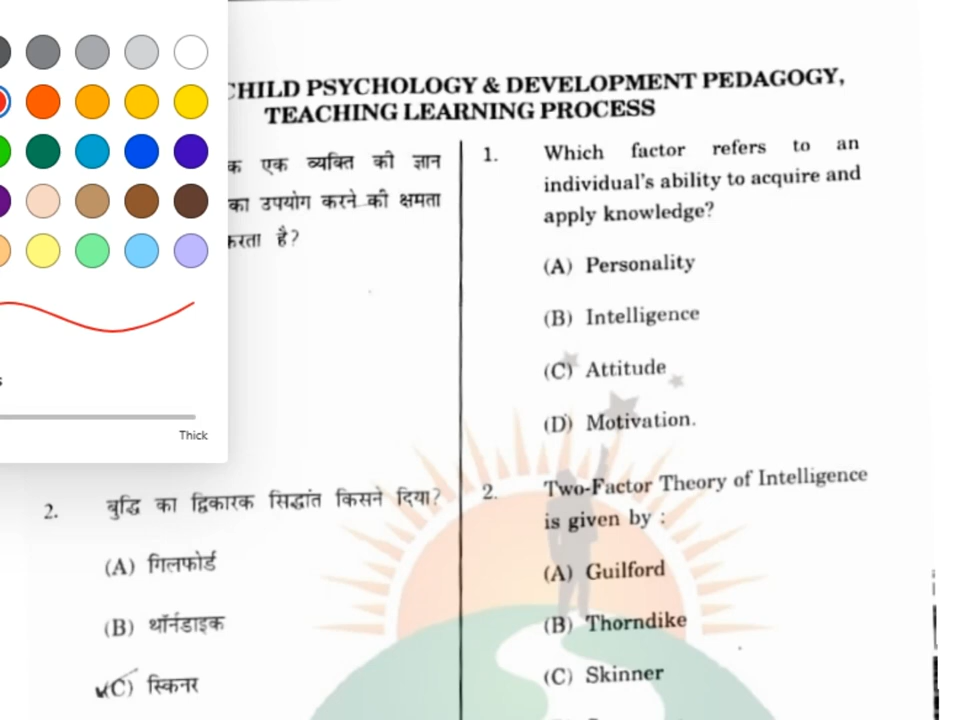 CHILD PSYCHOLOGY & DEVELOPMENT PEDAGOGY,
TEACHING LEARNING PROCESS
एक व्यक्ति की ज्ञान
का उपयोग करने की क्षमता
करता है?
2. बुद्धि का द्विकारक सिद्धांत किसने दिया?
(A) गिलफोर्ड
(B) थॉर्नडाइक
(C) स्किनर
1. Which factor refers to an
individual's ability to acquire and
apply knowledge?
(A) Personality
(B) Intelligence
(C) Attitude
(D) Motivation.
2. Two-Factor Theory of Intelligence
is given by :
(A) Guilford
(B) Thorndike
(C) Skinner
Thick